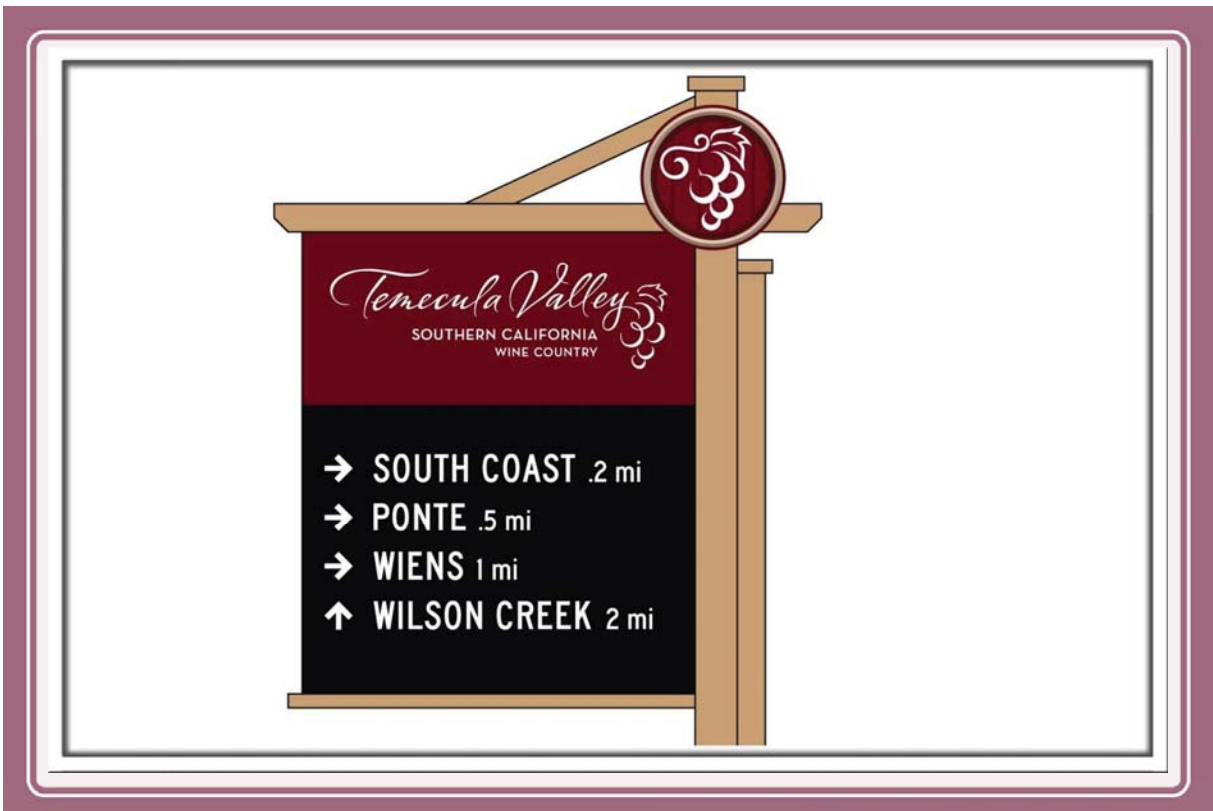 Temecula Valley
SOUTHERN CALIFORNIA
WINE COUNTRY
→ SOUTH COAST .2 mi
→ PONTE .5 mi
→ WIENS 1 mi
↑ WILSON CREEK 2 mi